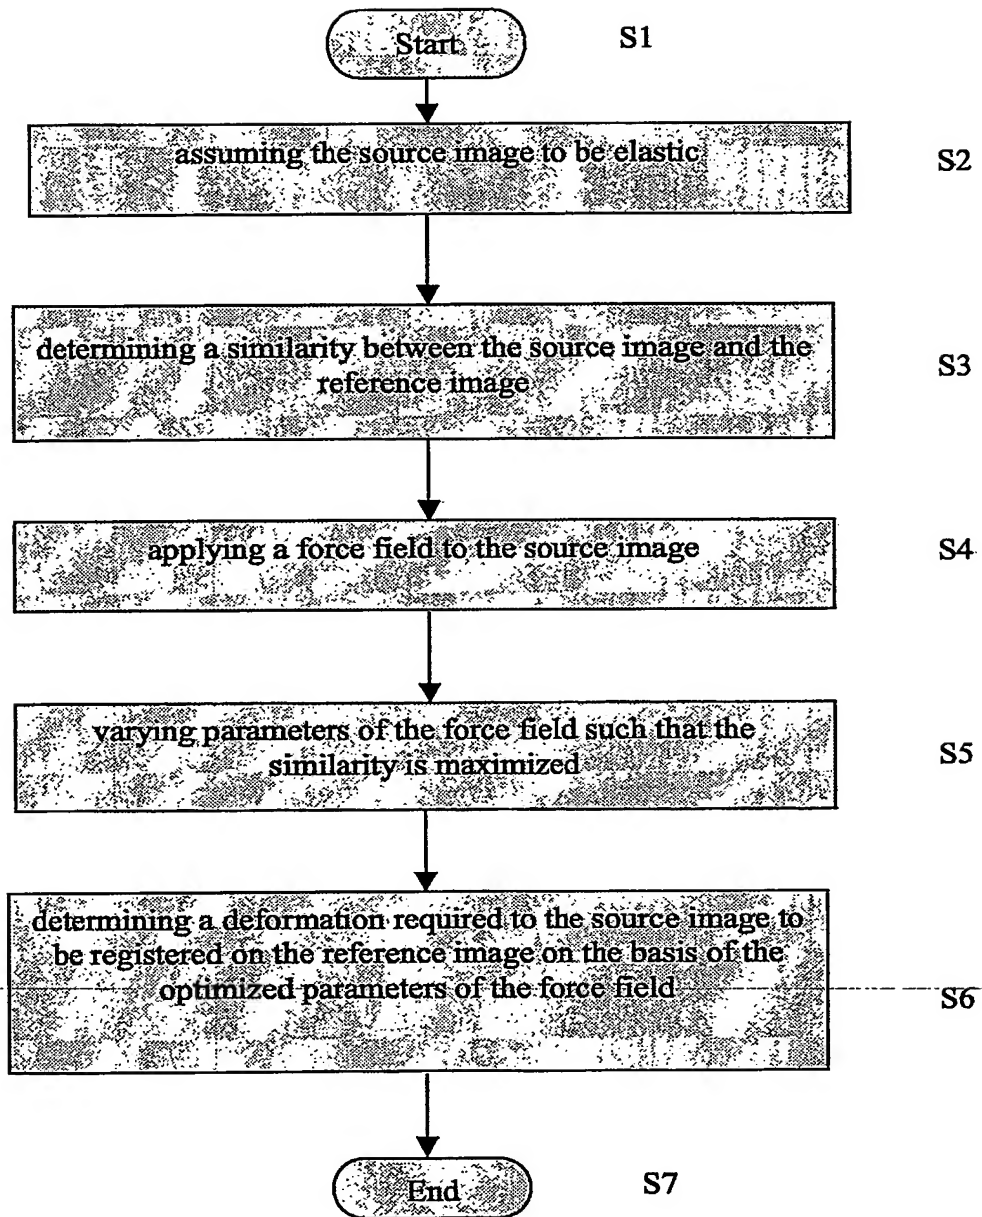 Start S1
assuming the source image to be elastic S2
determining a similarity between the source image and the
reference image S3
applying a force field to the source image S4
varying parameters of the force field such that the
similarity is maximized S5
determining a deformation required to the source image to
be registered on the reference image on the basis of the
optimized parameters of the force field S6
End S7